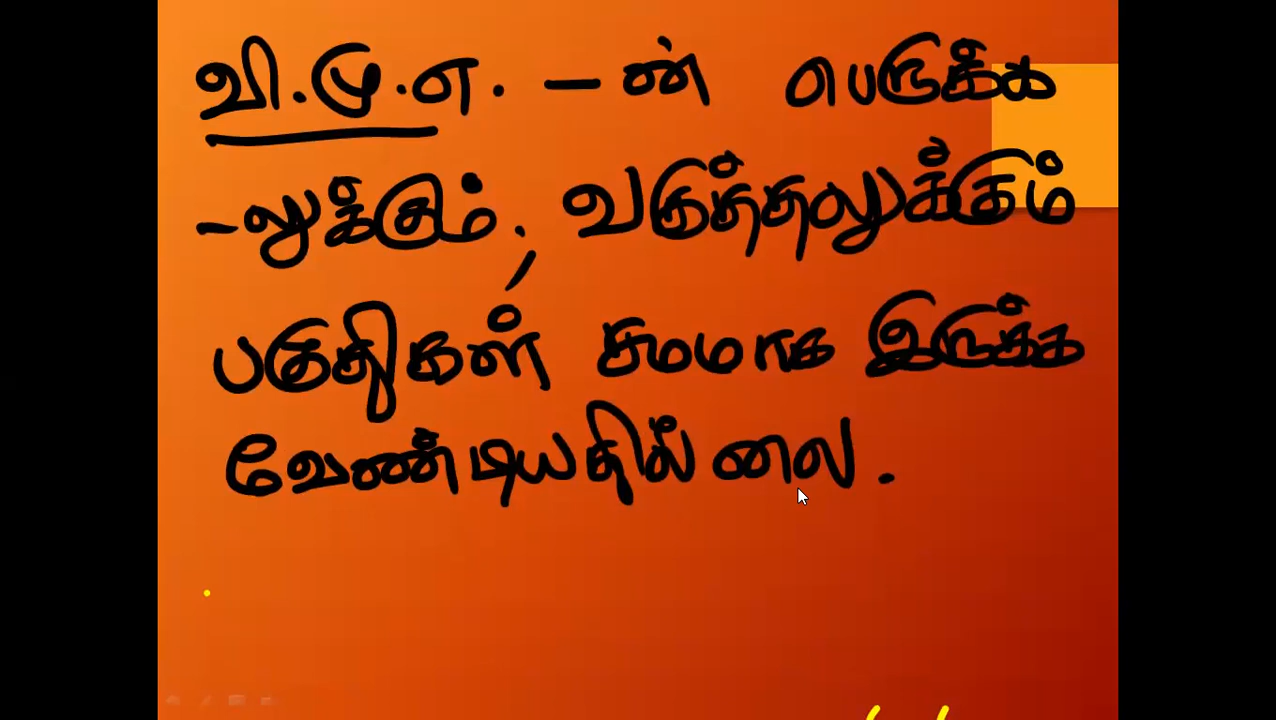 வி.மு.எ. - ன் பெருக்க
-லுக்கும், வகுத்தலுக்கும்
பகுதிகள் சமமாக இருக்க
வேண்டியதில்லை.